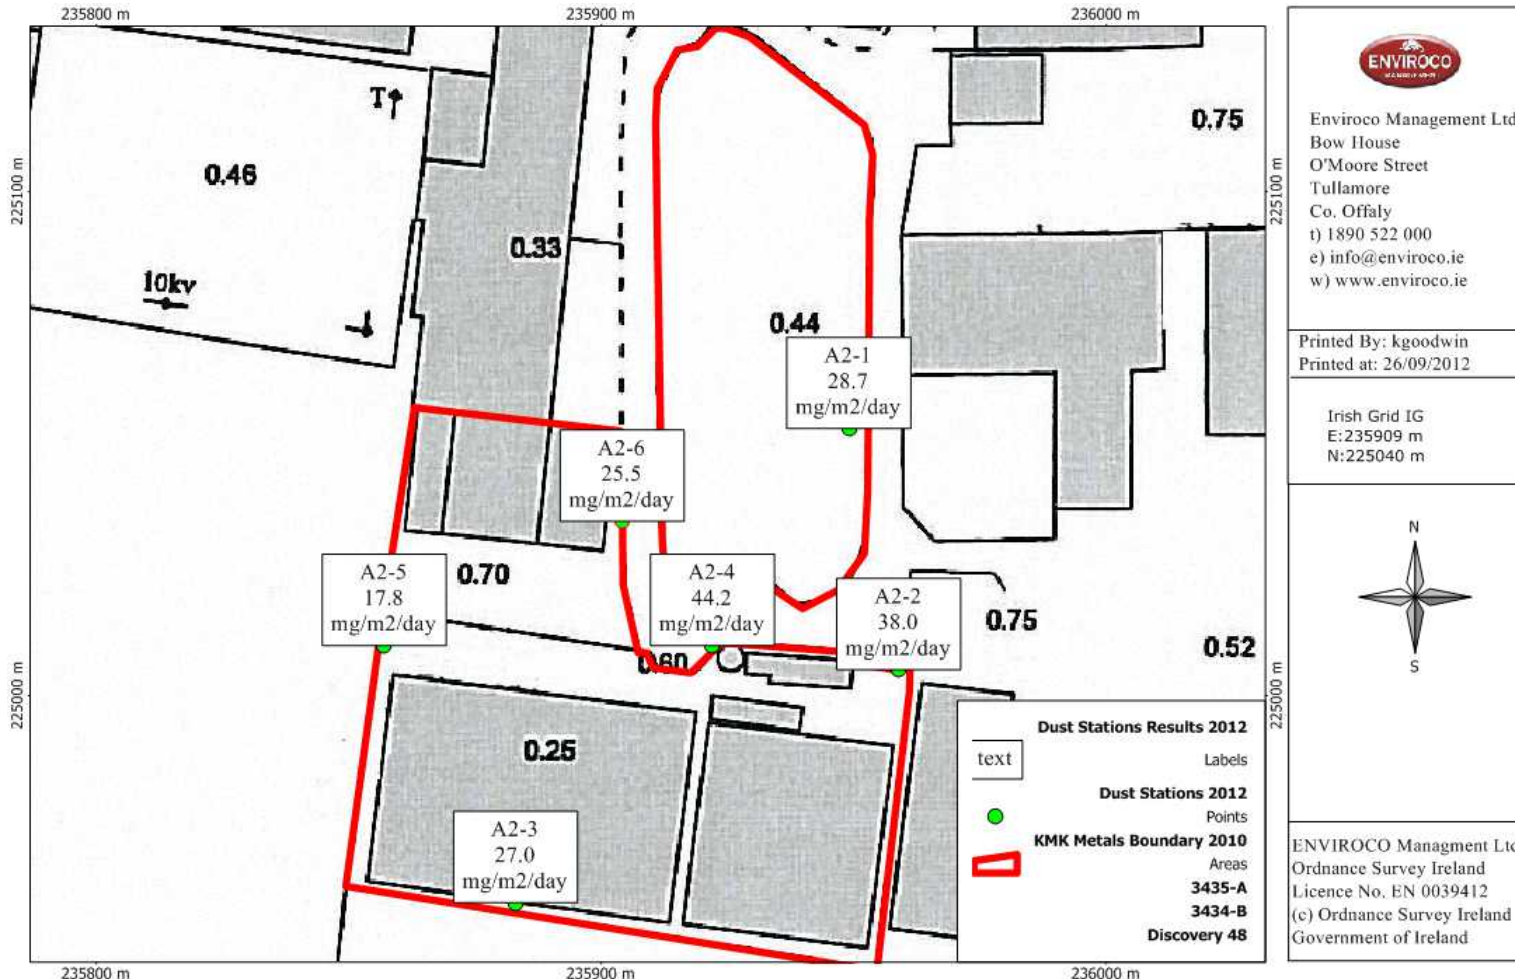 235800 m
235900 m
236000 m
225100 m
225100 m
225000 m
225000 m
T
0.46
0.33
10kv
0.44
0.75
A2-1
28.7
mg/m2/day
A2-6
25.5
mg/m2/day
A2-5
17.8
mg/m2/day
0.70
A2-4
44.2
mg/m2/day
A2-2
38.0
mg/m2/day
0.75
0.52
0.60
0.25
A2-3
27.0
mg/m2/day
Dust Stations Results 2012
text
Labels
Dust Stations 2012
Points
KMK Metals Boundary 2010
Areas
3435-A
3434-B
Discovery 48
235800 m
235900 m
236000 m
ENVIROCO
Enviroco Management Ltd
Bow House
O'Moore Street
Tullamore
Co. Offaly
t) 1890 522 000
e) info@enviroco.ie
w) www.enviroco.ie
Printed By: kgoodwin
Printed at: 26/09/2012
Irish Grid IG
E:235909 m
N:225040 m
N
S
ENVIROCO Managment Ltd
Ordnance Survey Ireland
Licence No. EN 0039412
(c) Ordnance Survey Ireland
Government of Ireland